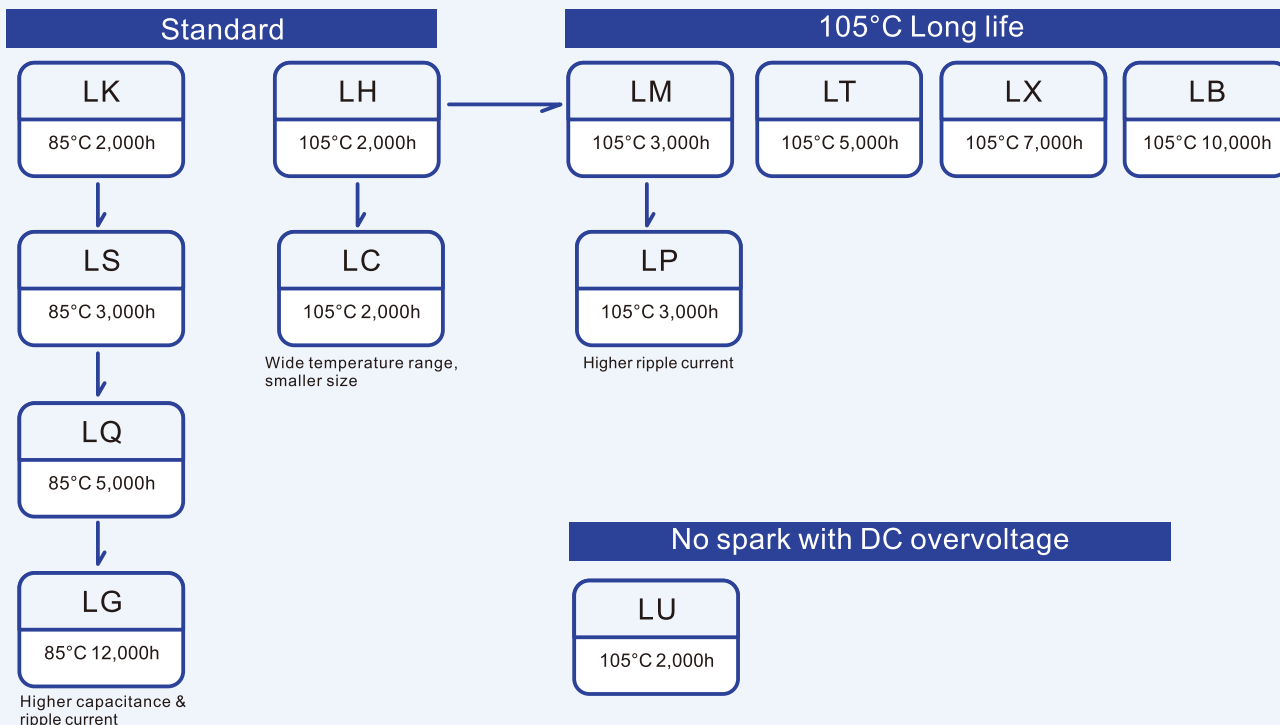 Standard
105°C Long life
LK
85°C 2,000h
LH
105°C 2,000h
LM
105°C 3,000h
LT
105°C 5,000h
LX
105°C 7,000h
LB
105°C 10,000h
LS
85°C 3,000h
LC
105°C 2,000h
Wide temperature range,
smaller size
LP
105°C 3,000h
Higher ripple current
LQ
85°C 5,000h
LG
85°C 12,000h
Higher capacitance &
ripple current
No spark with DC overvoltage
LU
105°C 2,000h